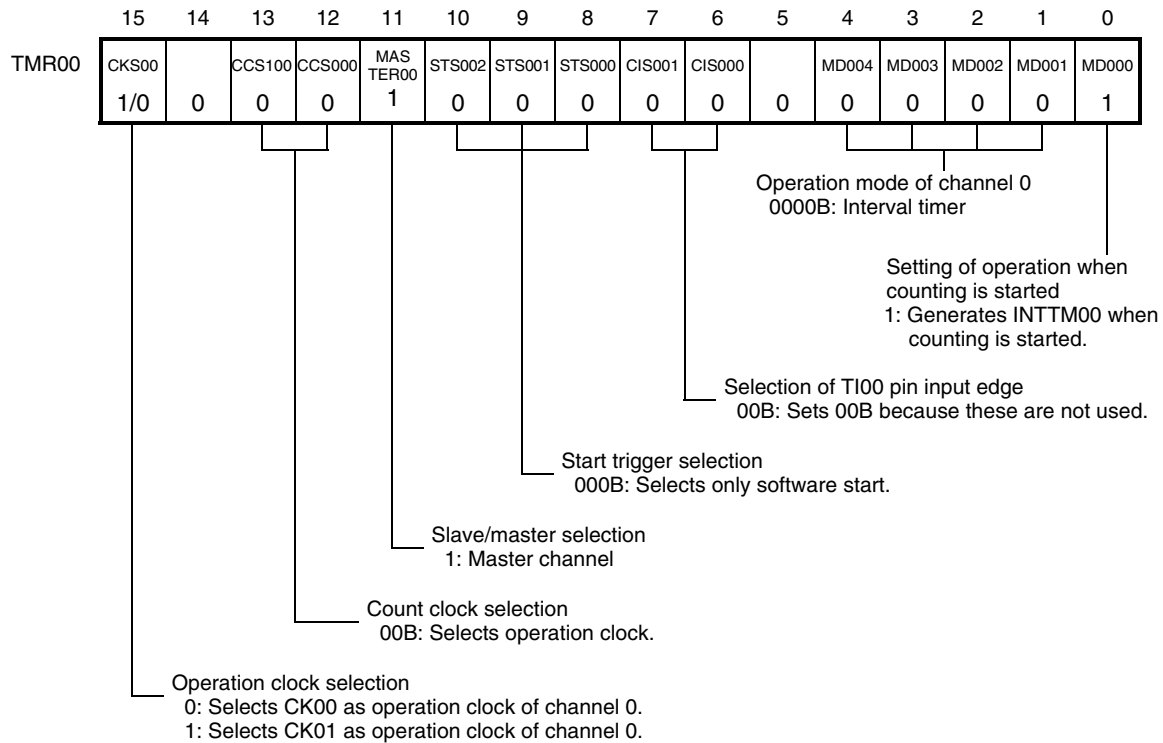 15 14 13 12 11 10 9 8 7 6 5 4 3 2 1 0
TMR00 CKS00 CCS100 CCS000 MAS TER00 STS002 STS001 STS000 CIS001 CIS000 MD004 MD003 MD002 MD001 MD000
1/0 0 0 0 1 0 0 0 0 0 0 0 0 0 0 1
Operation mode of channel 0
0000B: Interval timer
Setting of operation when
counting is started
1: Generates INTTM00 when
counting is started.
Selection of TI00 pin input edge
00B: Sets 00B because these are not used.
Start trigger selection
000B: Selects only software start.
Slave/master selection
1: Master channel
Count clock selection
00B: Selects operation clock.
Operation clock selection
0: Selects CK00 as operation clock of channel 0.
1: Selects CK01 as operation clock of channel 0.